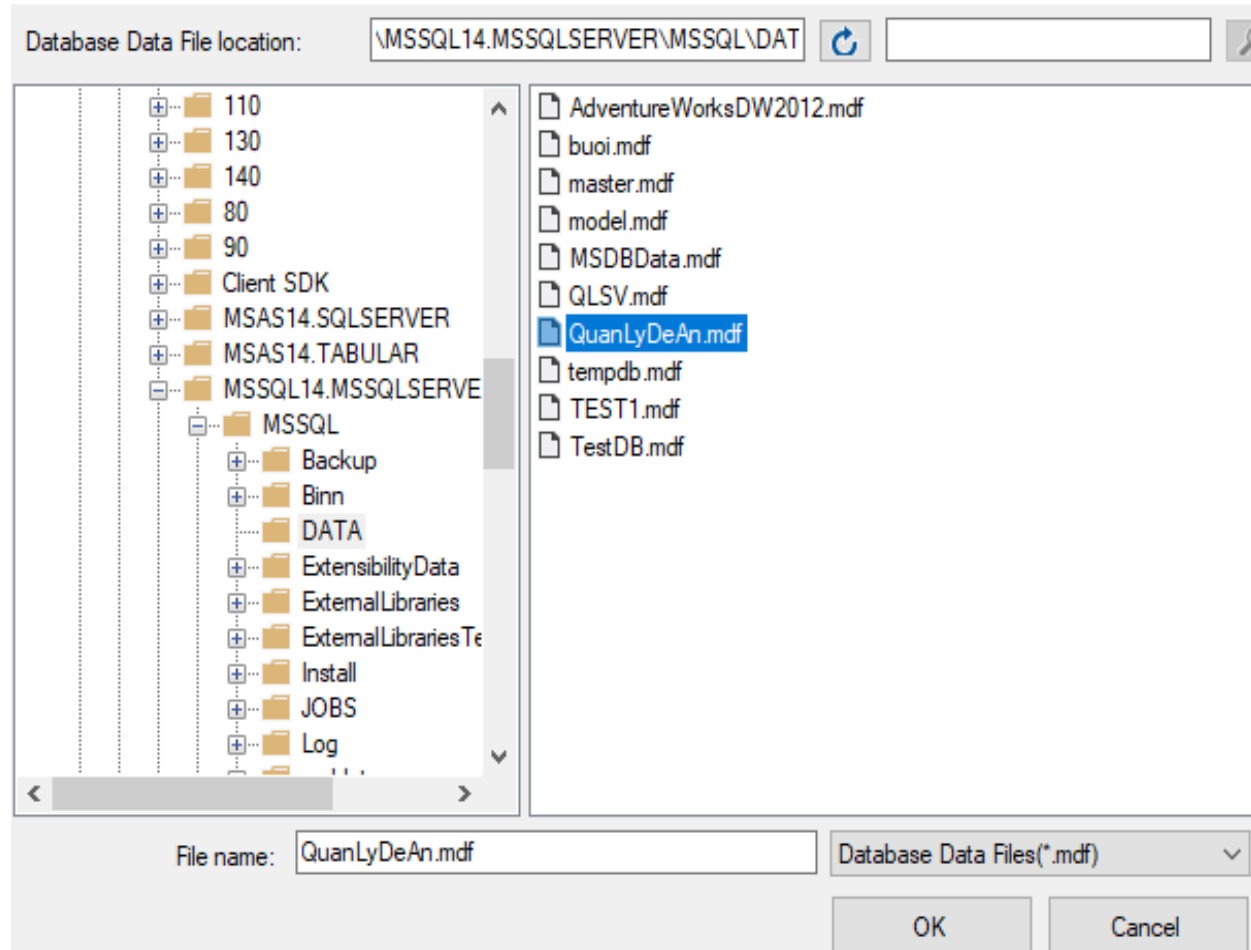 Database Data File location:
\MSSQL14.MSSQLSERVER\MSSQL\DAT
110
130
140
80
90
Client SDK
MSAS14.SQLSERVER
MSAS14.TABULAR
MSSQL14.MSSQLSERVE
MSSQL
Backup
Binn
DATA
ExtensibilityData
ExternalLibraries
ExternalLibrariesTe
Install
JOBS
Log
AdventureWorksDW2012.mdf
buoi.mdf
master.mdf
model.mdf
MSDBData.mdf
QLSV.mdf
QuanLyDeAn.mdf
tempdb.mdf
TEST1.mdf
TestDB.mdf
File name:
QuanLyDeAn.mdf
Database Data Files(*.mdf)
OK
Cancel